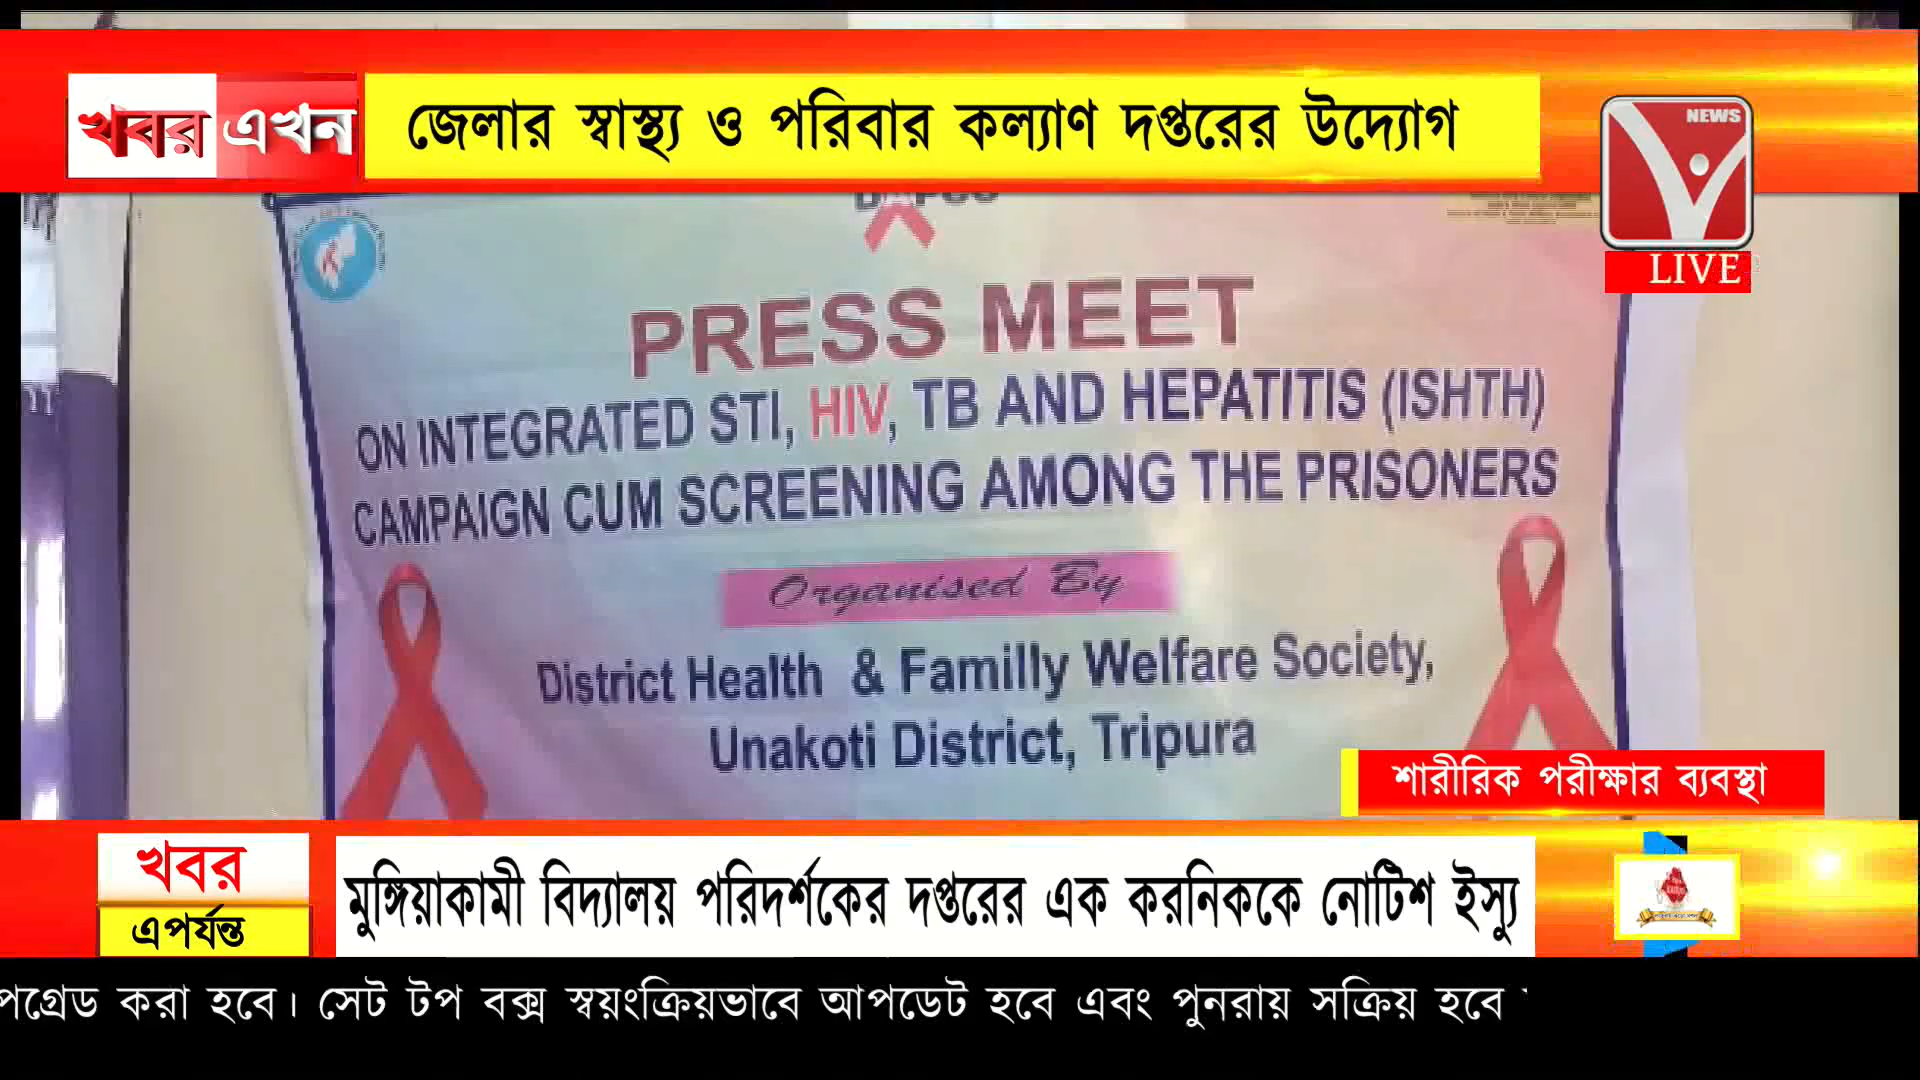 খবর এখন
জেলার স্বাস্থ্য ও পরিবার কল্যাণ দপ্তরের উদ্যোগ
NEWS
LIVE
PRESS MEET
ON INTEGRATED STI, HIV, TB AND HEPATITIS (ISHTH)
CAMPAIGN CUM SCREENING AMONG THE PRISONERS
Organised By
District Health & Familly Welfare Society,
Unakoti District, Tripura
শারীরিক পরীক্ষার ব্যবস্থা
খবর
এপর্যন্ত
মুঙ্গিয়াকামী বিদ্যালয় পরিদর্শকের দপ্তরের এক করনিককে নোটিশ ইস্যু
পগ্রেড করা হবে। সেট টপ বক্স স্বয়ংক্রিয়ভাবে আপডেট হবে এবং পুনরায় সক্রিয় হবে